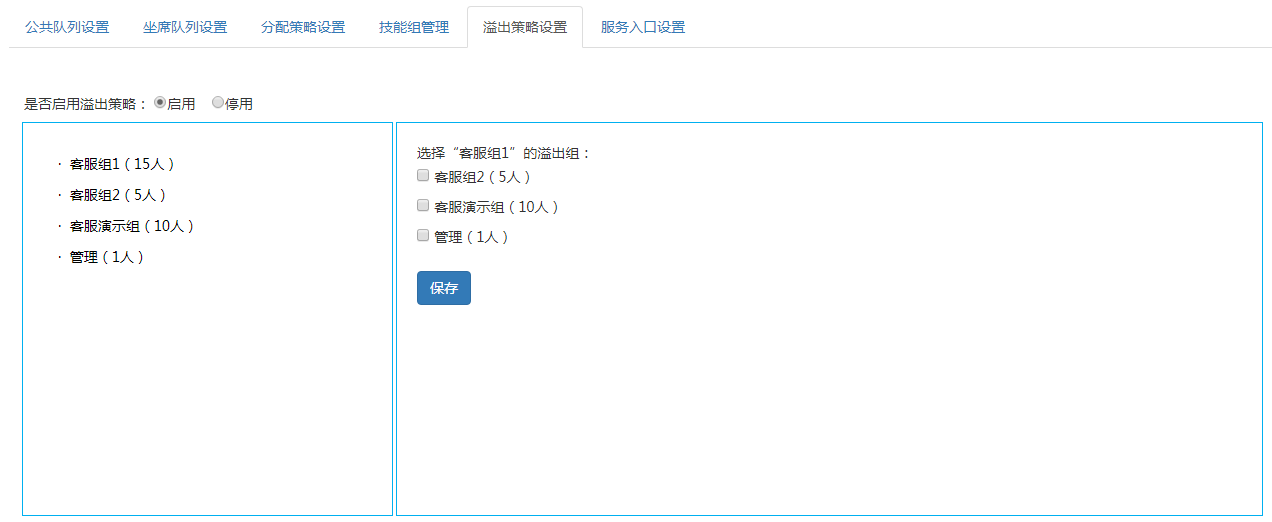 公共队列设置 坐席队列设置 分配策略设置 技能组管理 溢出策略设置 服务入口设置
是否启用溢出策略： 启用 停用
· 客服组1（15人）
· 客服组2（5人）
· 客服演示组（10人）
· 管理（1人）
选择“客服组1”的溢出组：
客服组2（5人）
客服演示组（10人）
管理（1人）
保存